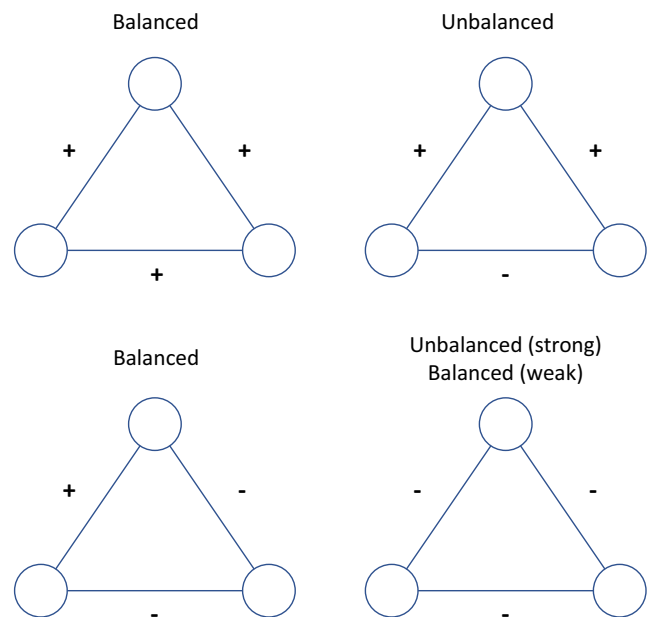 Balanced
Unbalanced
+
+
+
+
+
-
Balanced
Unbalanced (strong)
Balanced (weak)
+
-
-
-
-
-